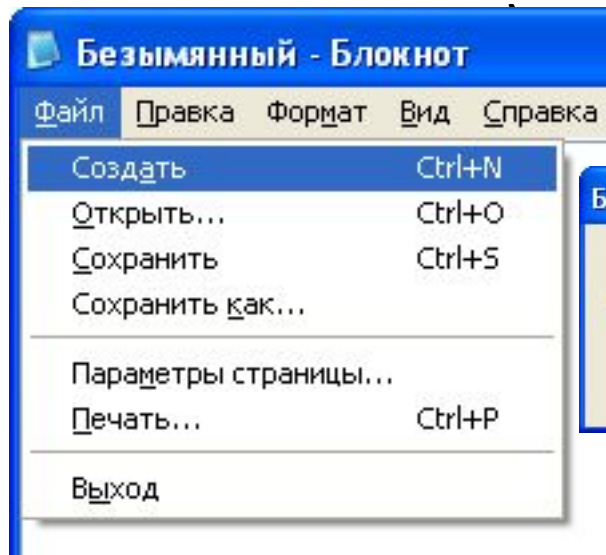 Безымянный - Блокнот
Файл Правка Формат Вид Справка
Создать Ctrl+N
Открыть... Ctrl+O
Сохранить Ctrl+S
Сохранить как...
Параметры страницы...
Печать... Ctrl+P
Выход